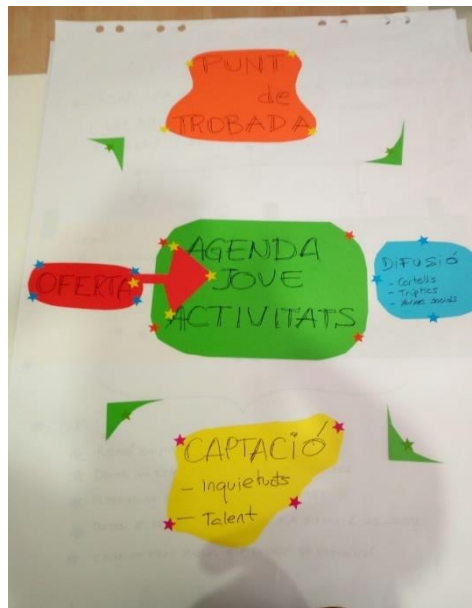 PUNT
de
TROBADA
OFERTA
AGENDA
JOVE
ACTIVITATS
DIFUSIÓ
- Cartells
- Tríptics
- Xarxes socials
CAPTACIÓ
- Inquietuds
- Talent